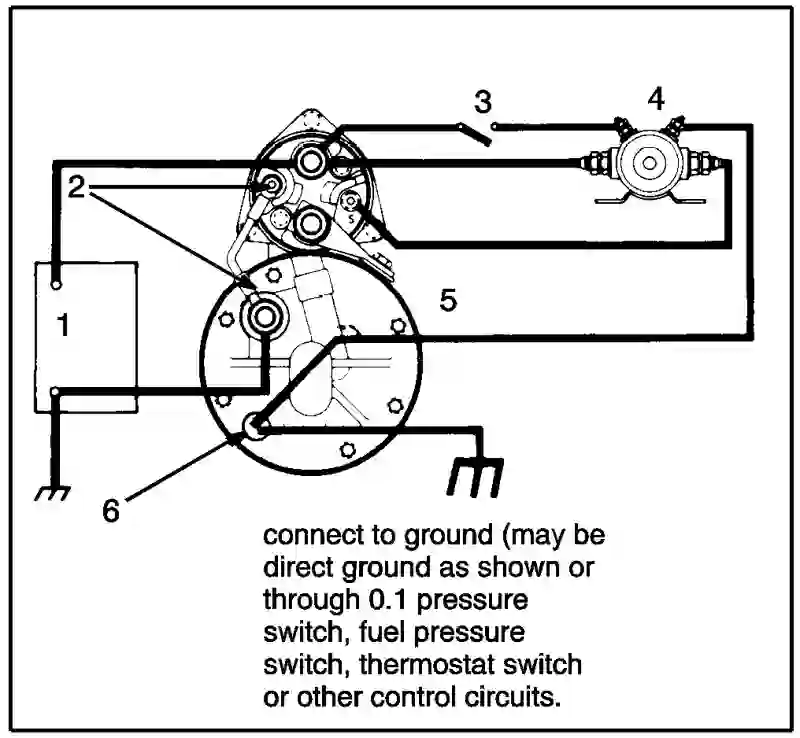 3
4
2
S
5
1
6
connect to ground (may be
direct ground as shown or
through 0.1 pressure
switch, fuel pressure
switch, thermostat switch
or other control circuits.